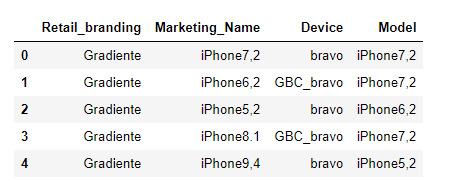 Retail_branding Marketing_Name Device Model
0 Gradiente iPhone7,2 bravo iPhone7,2
1 Gradiente iPhone6,2 GBC_bravo iPhone7,2
2 Gradiente iPhone5,2 bravo iPhone6,2
3 Gradiente iPhone8.1 GBC_bravo iPhone7,2
4 Gradiente iPhone9,4 bravo iPhone5,2